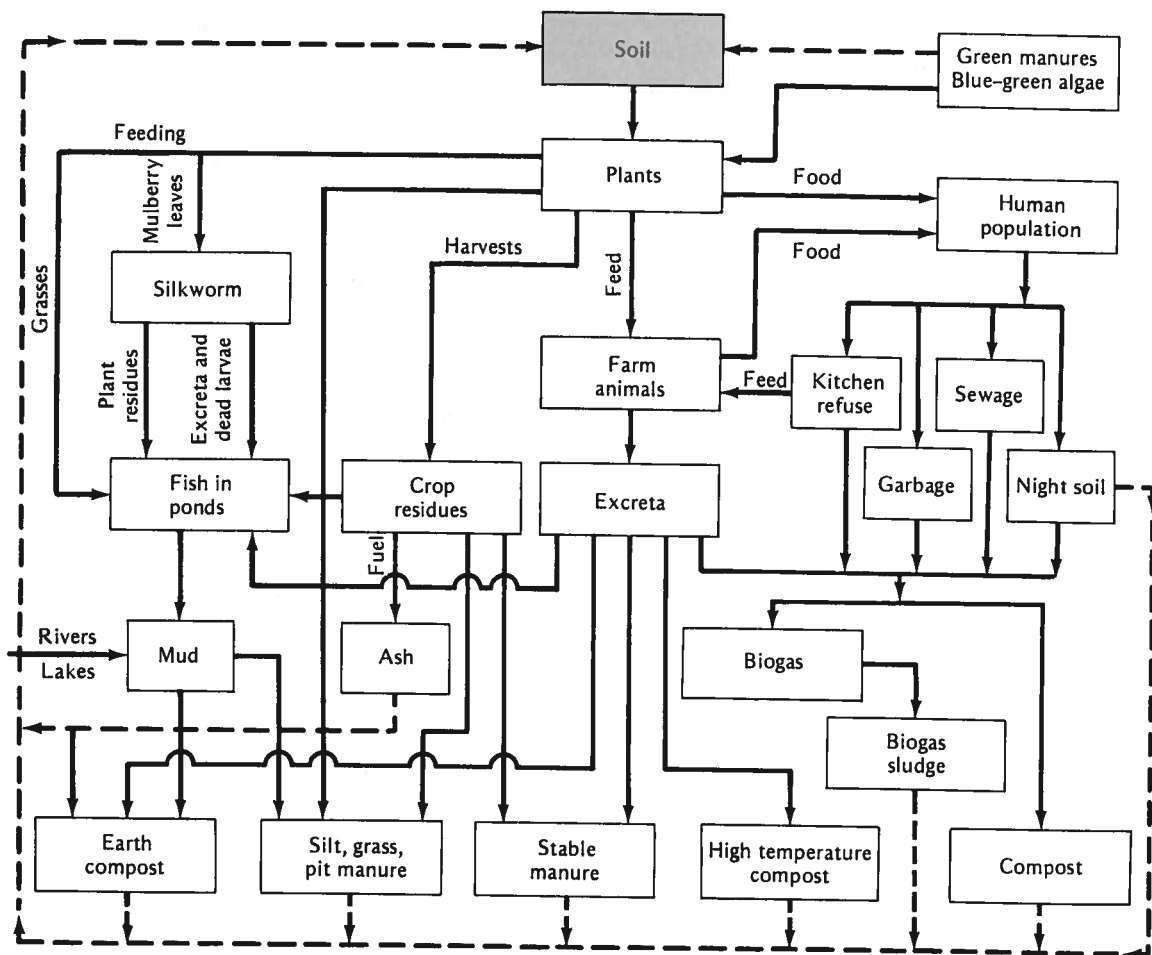 Soil
Green manures
Blue-green algae
Feeding
Plants
Food
Mulberry
leaves
Human
population
Harvests
Food
Grasses
Silkworm
Feed
Plant
residues
Excreta and
dead larvae
Farm
animals
Feed
Kitchen
refuse
Sewage
Fish in
ponds
Crop
residues
Excreta
Garbage
Night soil
Fuel
Rivers
Lakes
Mud
Ash
Biogas
Biogas
sludge
Earth
compost
Silt, grass,
pit manure
Stable
manure
High temperature
compost
Compost